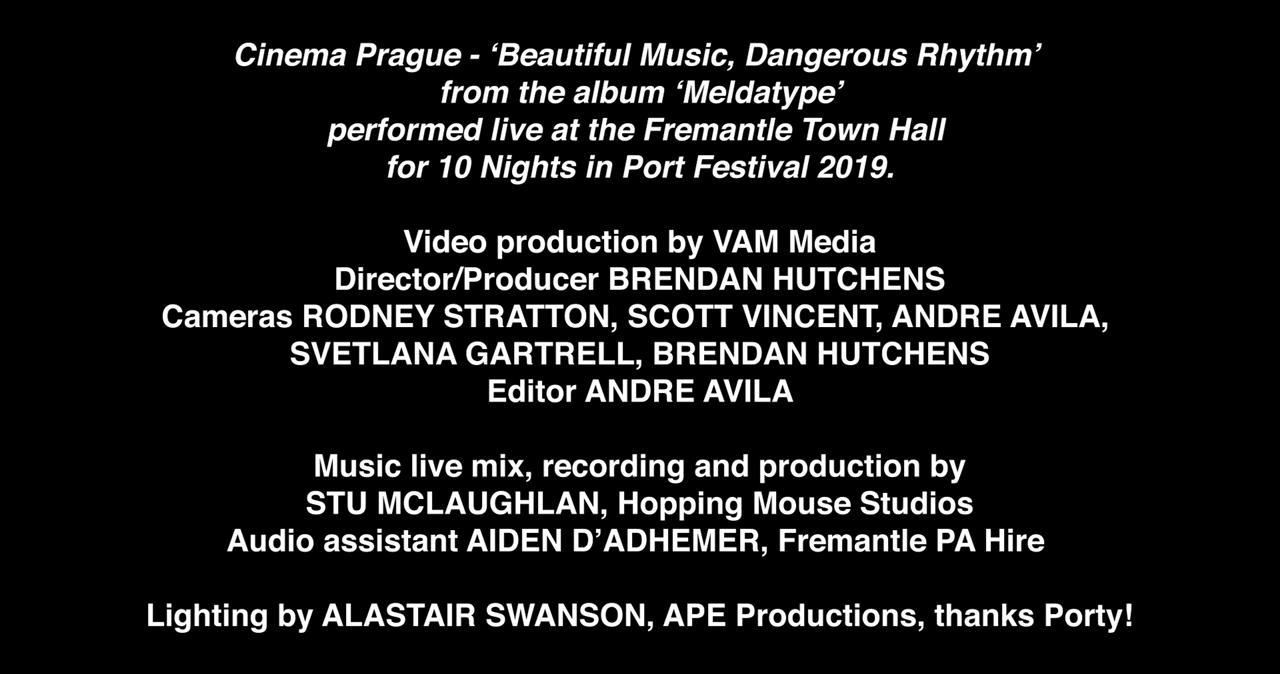 Cinema Prague - ‘Beautiful Music, Dangerous Rhythm’
from the album ‘Meldatype’
performed live at the Fremantle Town Hall
for 10 Nights in Port Festival 2019.
Video production by VAM Media
Director/Producer BRENDAN HUTCHENS
Cameras RODNEY STRATTON, SCOTT VINCENT, ANDRE AVILA,
SVETLANA GARTRELL, BRENDAN HUTCHENS
Editor ANDRE AVILA
Music live mix, recording and production by
STU MCLAUGHLAN, Hopping Mouse Studios
Audio assistant AIDEN D’ADHEMER, Fremantle PA Hire
Lighting by ALASTAIR SWANSON, APE Productions, thanks Porty!